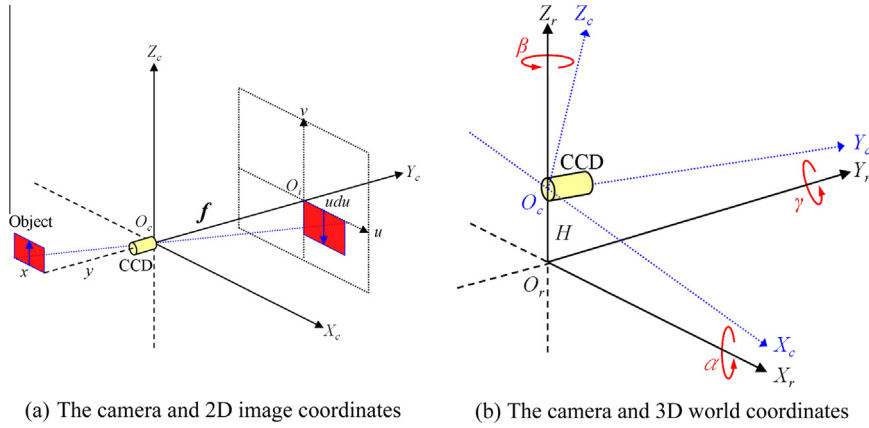 Z_c
v
Y_c
O_i
udu
f
O_c
Object
u
x
y
CCD
X_c
(a) The camera and 2D image coordinates
Z_r
Z_c
β
Y_c
CCD
Y_r
O_c
γ
H
O_r
X_c
α
X_r
(b) The camera and 3D world coordinates